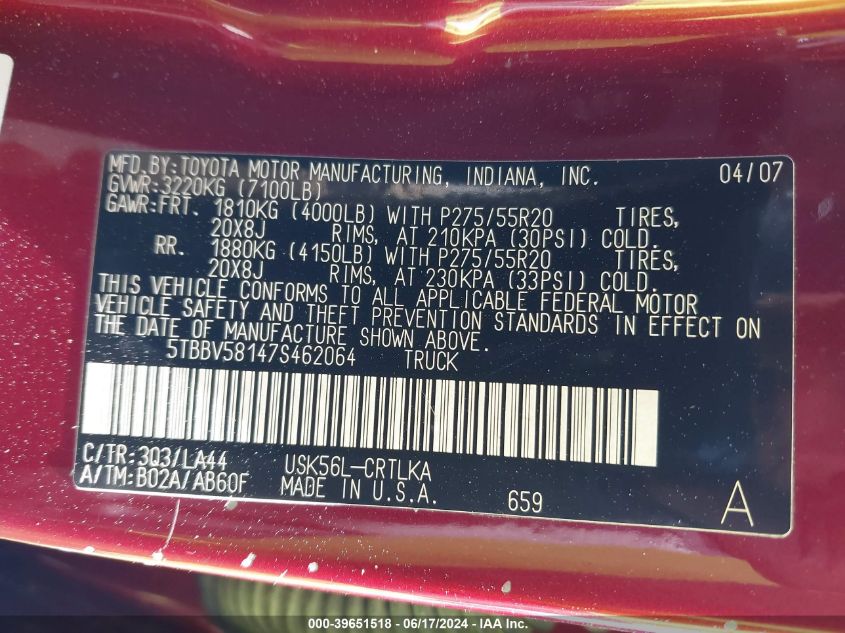 MFD.BY:TOYOTA MOTOR MANUFACTURING, INDIANA, INC. 04/07
GVWR:3220KG (7100LB)
GAWR:FRT. 1810KG (4000LB) WITH P275/55R20 TIRES,
20X8J RIMS, AT 210KPA (30PSI) COLD.
RR. 1880KG (4150LB) WITH P275/55R20 TIRES,
20X8J RIMS, AT 230KPA (33PSI) COLD.
THIS VEHICLE CONFORMS TO ALL APPLICABLE FEDERAL MOTOR
VEHICLE SAFETY AND THEFT PREVENTION STANDARDS IN EFFECT ON
THE DATE OF MANUFACTURE SHOWN ABOVE.
5TBBV58147S462064 TRUCK
C/TR:3Q3/LA44 USK56L-CRTLKA
A/TM:B02A/AB60F MADE IN U.S.A. 659 A
000-39651518 - 06/17/2024 - IAA Inc.